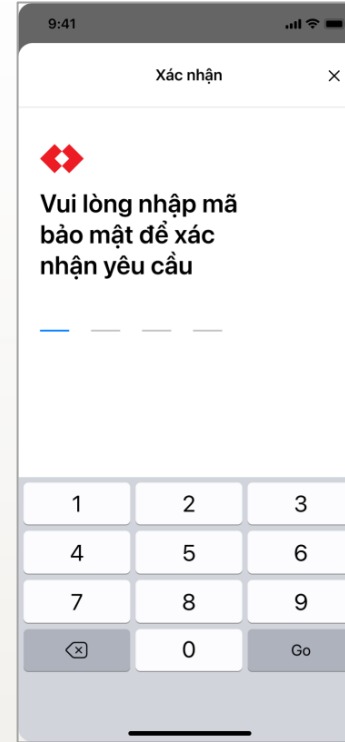 9:41
Xác nhận
Vui lòng nhập mã
bảo mật để xác
nhận yêu cầu
1 2 3
4 5 6
7 8 9
0 Go